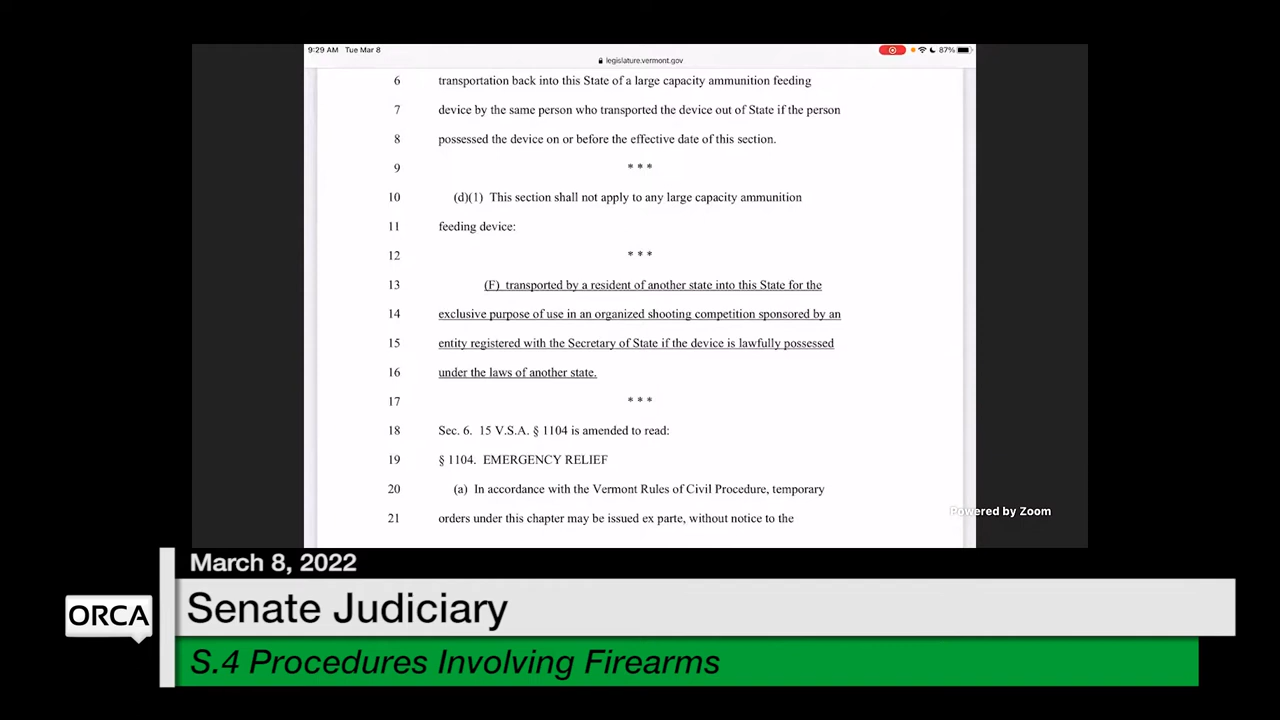 9:29 AM Tue Mar 8
87%
legislature.vermont.gov
6 transportation back into this State of a large capacity ammunition feeding
7 device by the same person who transported the device out of State if the person
8 possessed the device on or before the effective date of this section.
9 * * *
10 (d)(1) This section shall not apply to any large capacity ammunition
11 feeding device:
12 * * *
13 (F) transported by a resident of another state into this State for the
14 exclusive purpose of use in an organized shooting competition sponsored by an
15 entity registered with the Secretary of State if the device is lawfully possessed
16 under the laws of another state.
17 * * *
18 Sec. 6. 15 V.S.A. § 1104 is amended to read:
19 § 1104. EMERGENCY RELIEF
20 (a) In accordance with the Vermont Rules of Civil Procedure, temporary
21 orders under this chapter may be issued ex parte, without notice to the
Powered by Zoom
March 8, 2022
ORCA
Senate Judiciary
S.4 Procedures Involving Firearms